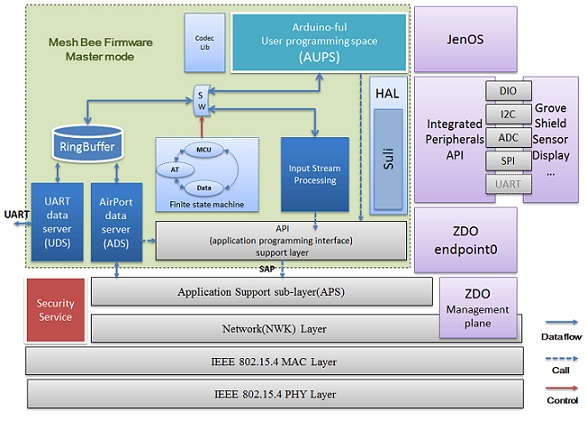 Mesh Bee Firmware
Master mode
Codec
Lib
Arduino-ful
User programming space
(AUPS)
JenOS
S
W
HAL
Suli
Integrated
Peripherals
API
DIO
I2C
ADC
SPI
UART
Grove
Shield
Sensor
Display
...
RingBuffer
MCU
AT
Data
Finite state machine
Input Stream
Processing
UART
UART
data
server
(UDS)
AirPort
data
server
(ADS)
API
(application programming interface)
support layer
SAP
ZDO
endpoint0
Security
Service
Application Support sub-layer(APS)
ZDO
Management
plane
Network(NWK) Layer
IEEE 802.15.4 MAC Layer
IEEE 802.15.4 PHY Layer
Dataflow
Call
Control